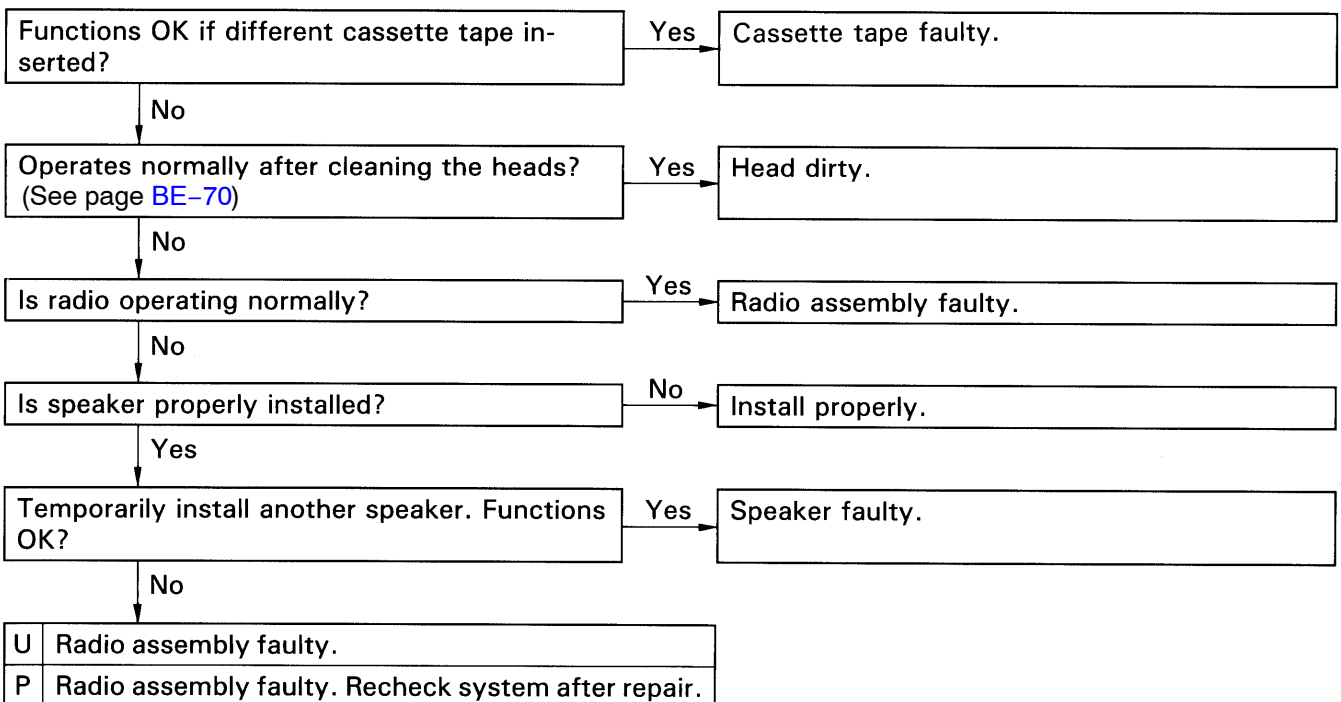 Functions OK if different cassette tape in-
serted?
Yes
Cassette tape faulty.
No
Operates normally after cleaning the heads?
(See page BE–70)
Yes
Head dirty.
No
Is radio operating normally?
Yes
Radio assembly faulty.
No
Is speaker properly installed?
No
Install properly.
Yes
Temporarily install another speaker. Functions
OK?
Yes
Speaker faulty.
No
U Radio assembly faulty.
P Radio assembly faulty. Recheck system after repair.